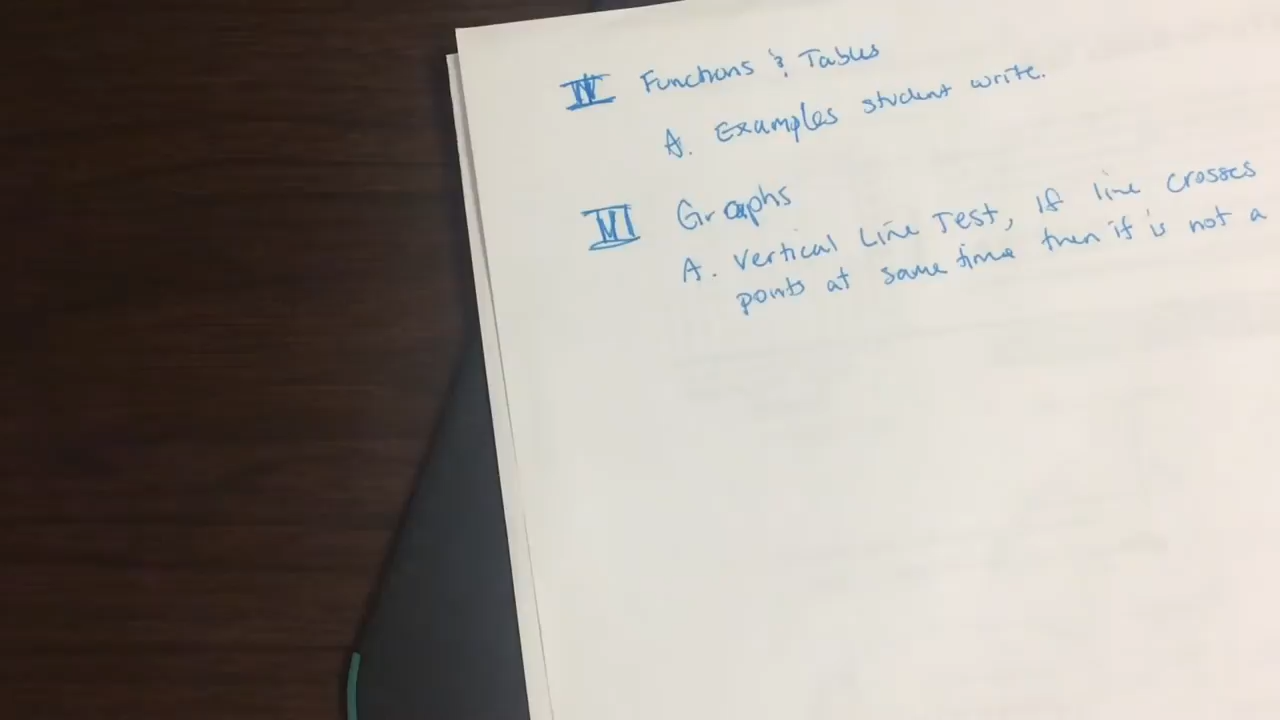 IV Functions & Tables
A. Examples student write.
VI Graphs
A. Vertical Line Test, If line crosses
points at same time then if is not a